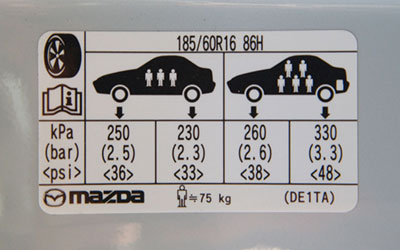 185/60R16 86H
kPa 250 230 260 330
(bar) (2.5) (2.3) (2.6) (3.3)
<psi> <36> <33> <38> <48>
mazda ≒75 kg (DE1TA)